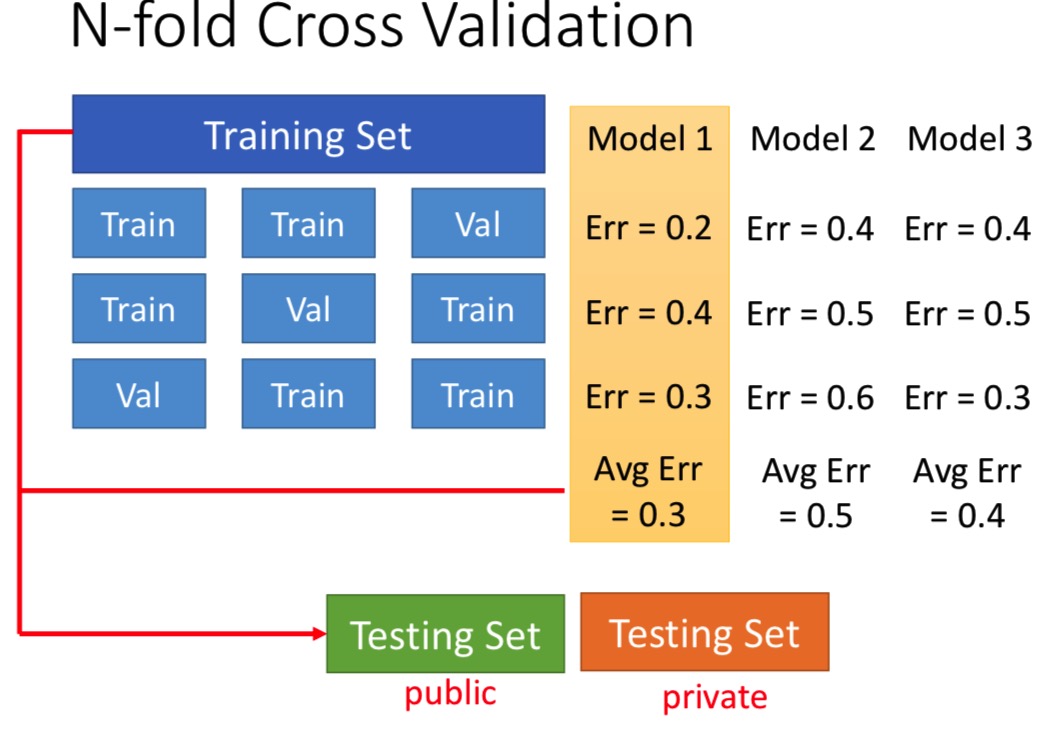 N-fold Cross Validation
Training Set
Model 1 Model 2 Model 3
Train Train Val Err = 0.2 Err = 0.4 Err = 0.4
Train Val Train Err = 0.4 Err = 0.5 Err = 0.5
Val Train Train Err = 0.3 Err = 0.6 Err = 0.3
Avg Err Avg Err Avg Err
= 0.3 = 0.5 = 0.4
Testing Set Testing Set
public private